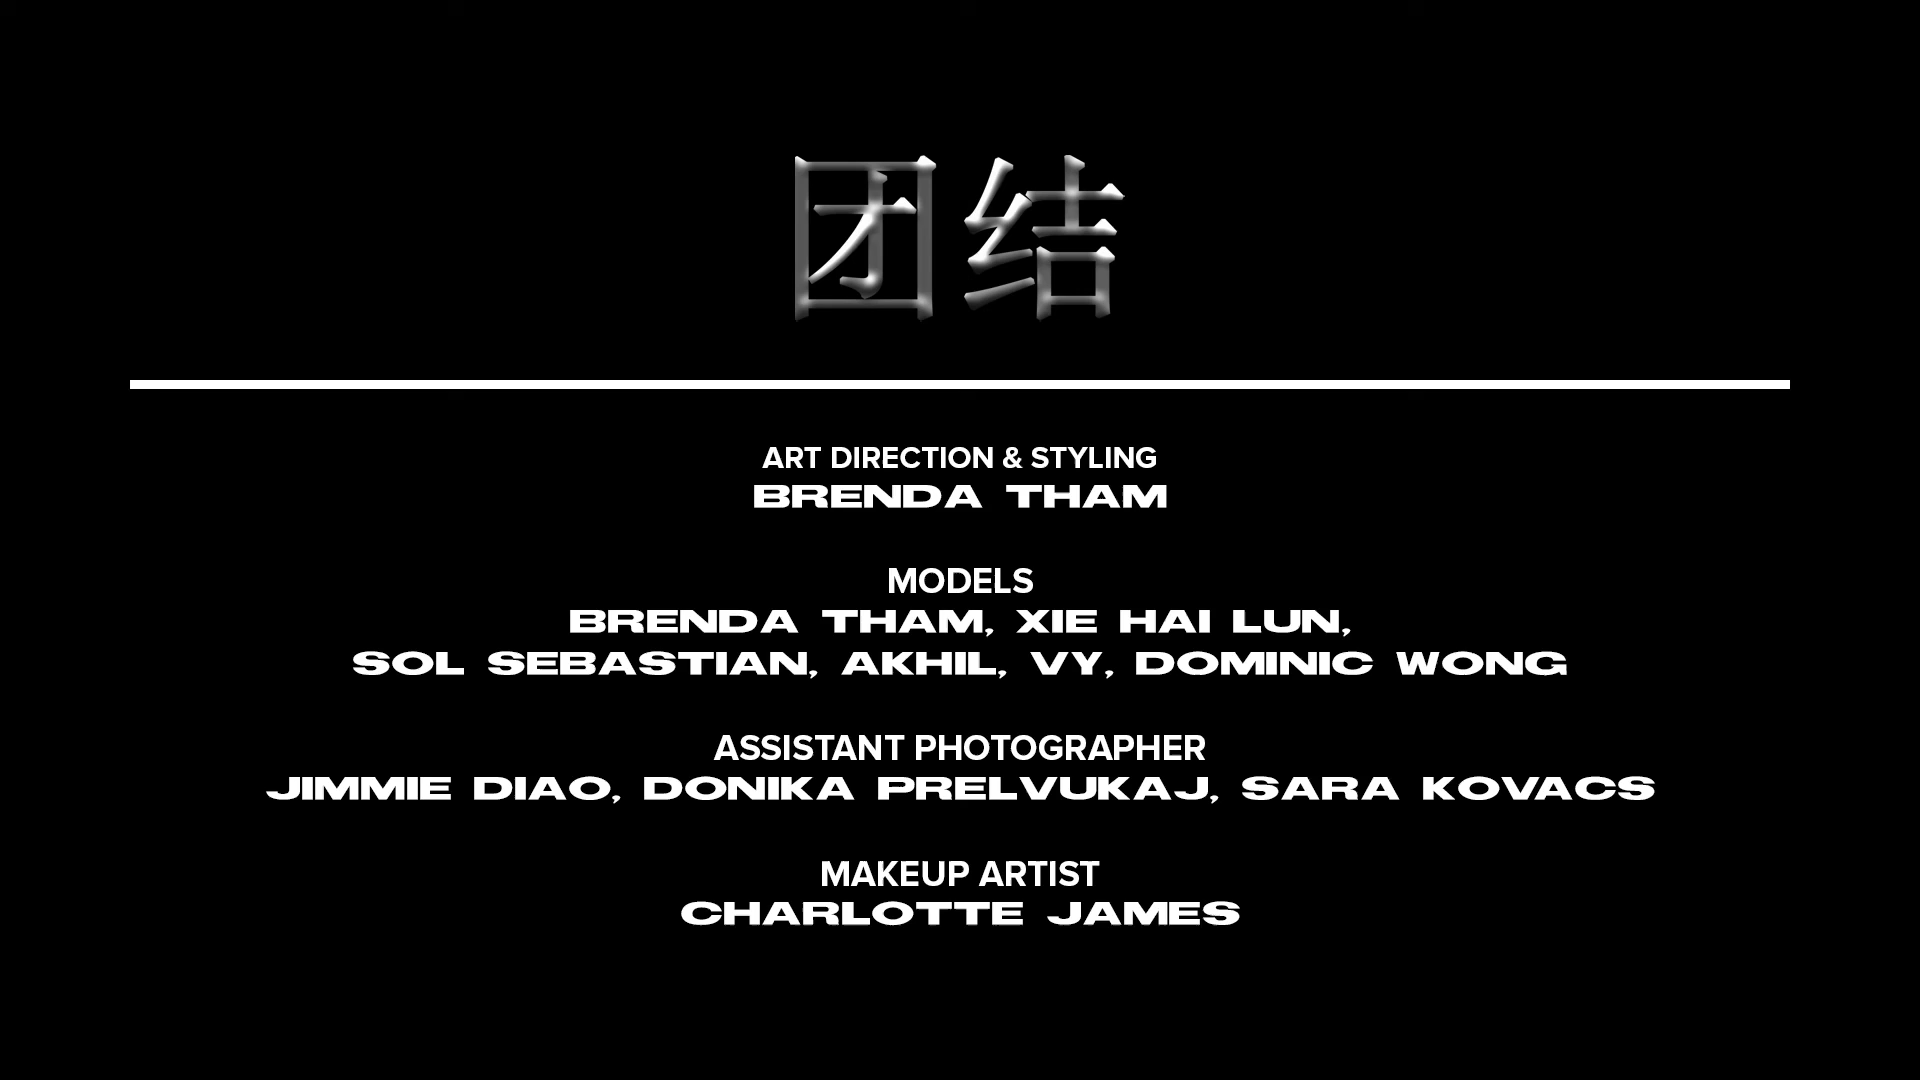 团结
ART DIRECTION & STYLING
BRENDA THAM
MODELS
BRENDA THAM, XIE HAI LUN,
SOL SEBASTIAN, AKHIL, VY, DOMINIC WONG
ASSISTANT PHOTOGRAPHER
JIMMIE DIAO, DONIKA PRELVUKAJ, SARA KOVACS
MAKEUP ARTIST
CHARLOTTE JAMES